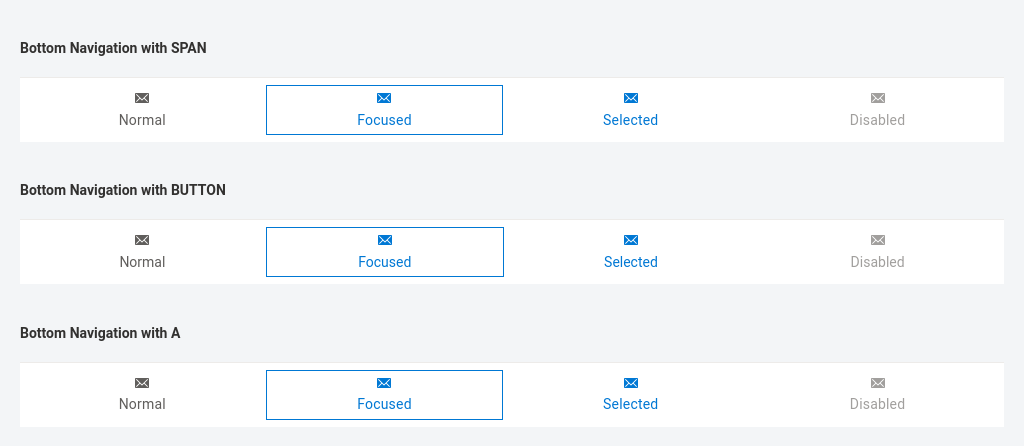 Bottom Navigation with SPAN
Normal Focused Selected Disabled
Bottom Navigation with BUTTON
Normal Focused Selected Disabled
Bottom Navigation with A
Normal Focused Selected Disabled